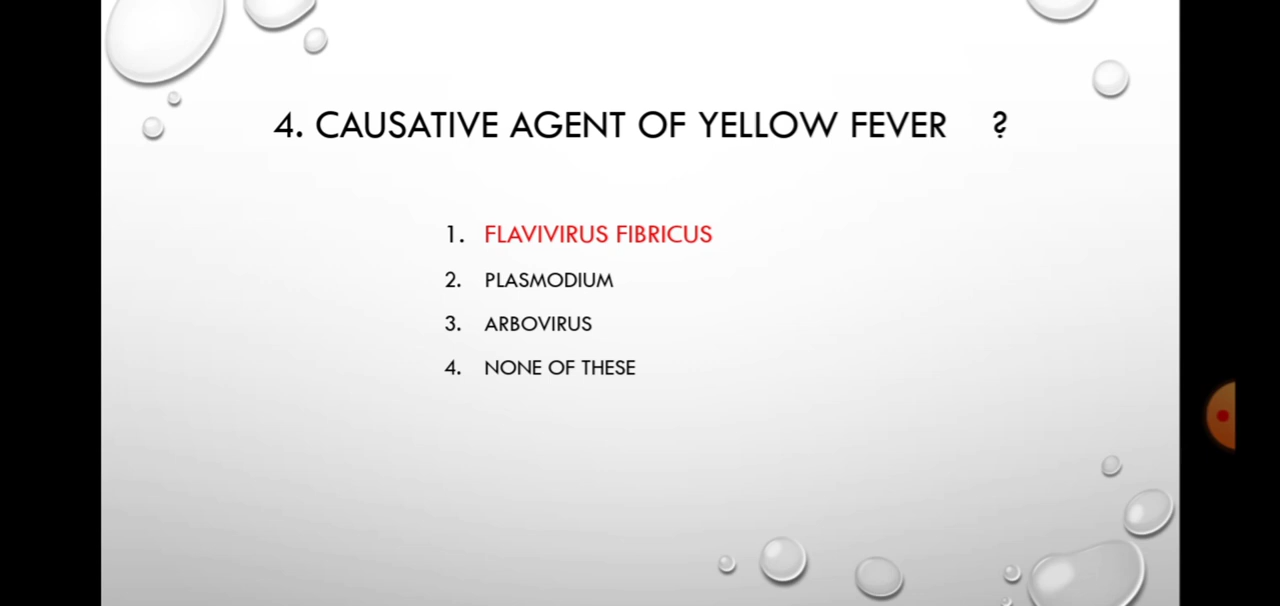 4. CAUSATIVE AGENT OF YELLOW FEVER ?
1. FLAVIVIRUS FIBRICUS
2. PLASMODIUM
3. ARBOVIRUS
4. NONE OF THESE